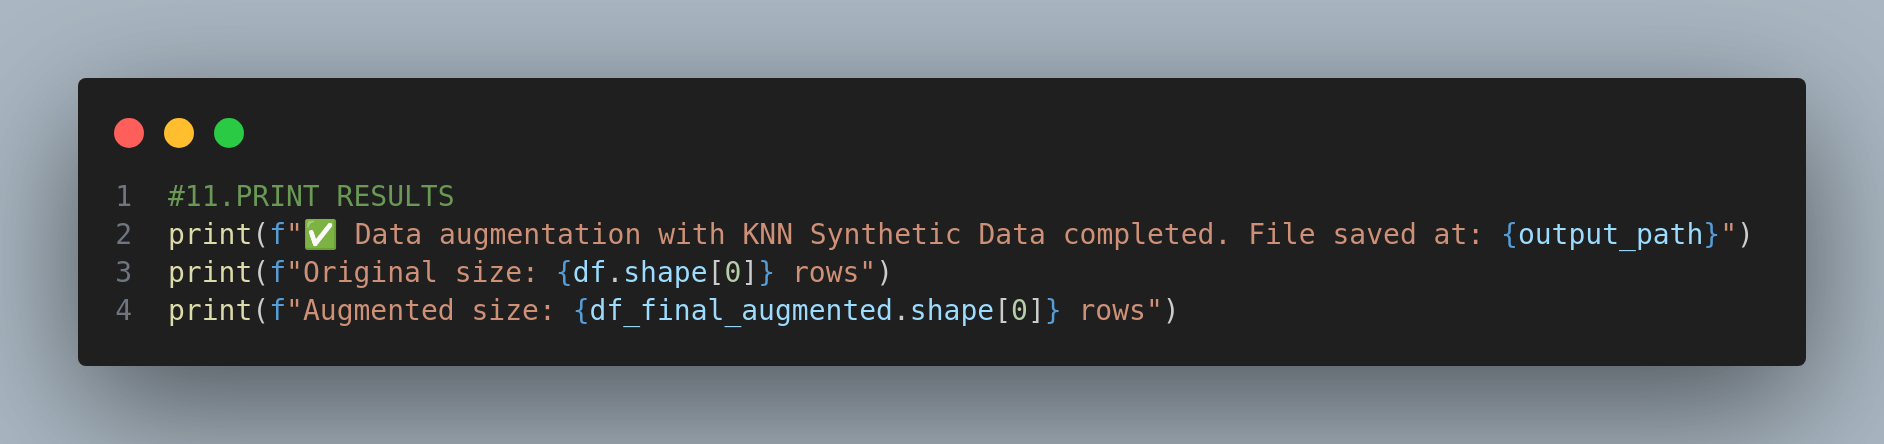 1 #11.PRINT RESULTS
2 print(f"✅ Data augmentation with KNN Synthetic Data completed. File saved at: {output_path}")
3 print(f"Original size: {df.shape[0]} rows")
4 print(f"Augmented size: {df_final_augmented.shape[0]} rows")